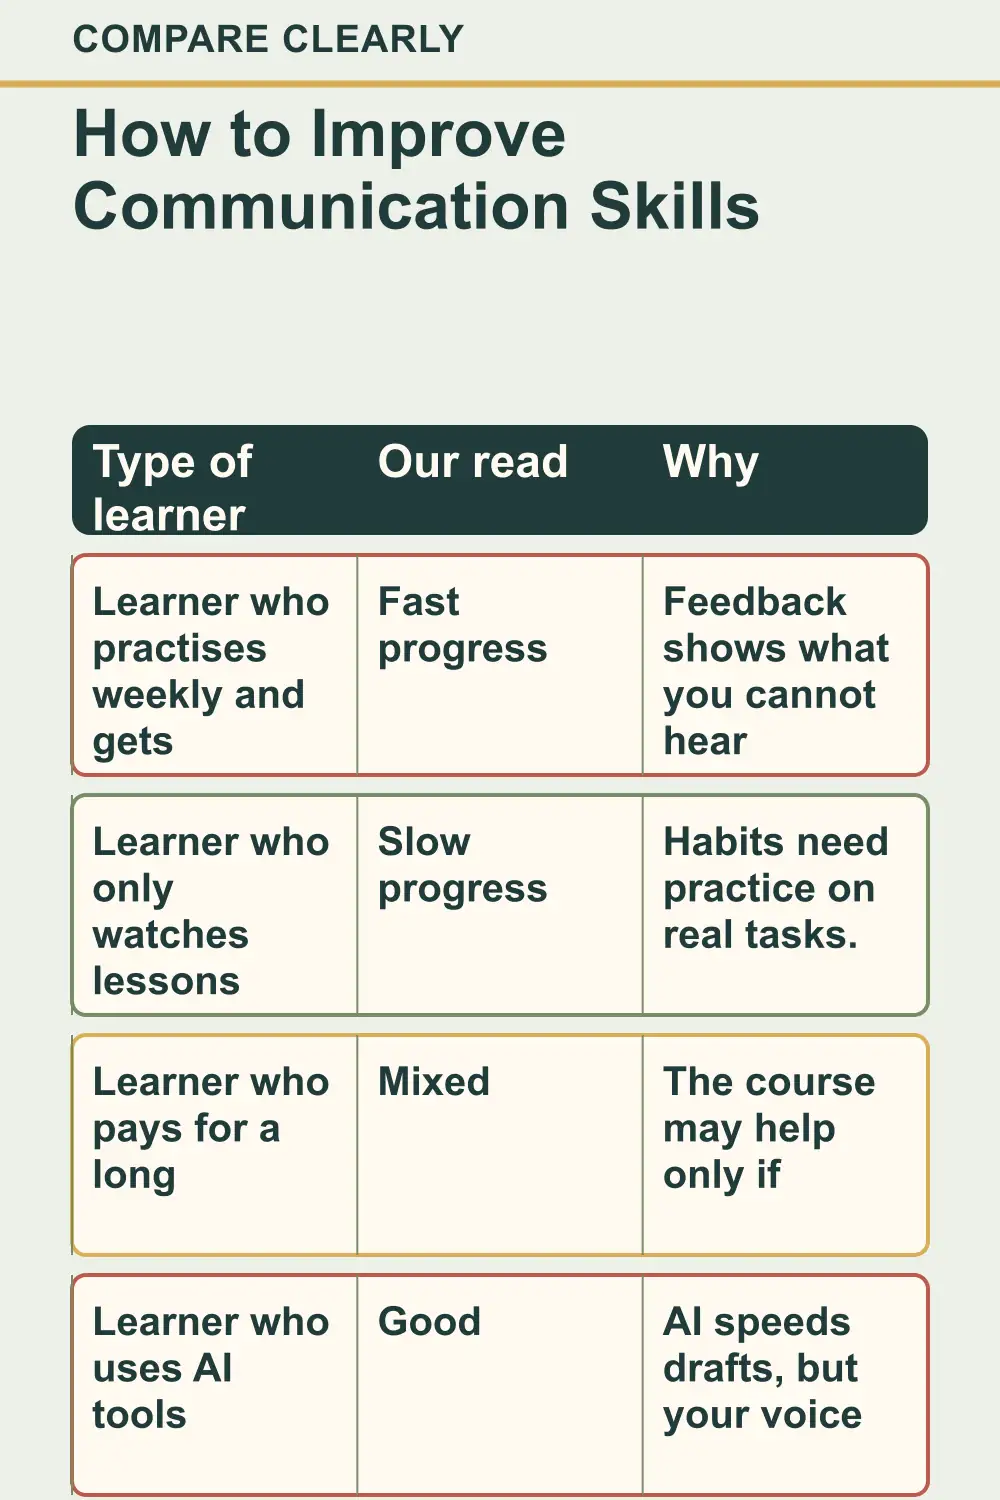 COMPARE CLEARLY
How to Improve
Communication Skills
Type of
learner
Our read
Why
Learner who
practises
weekly and
gets
Fast
progress
Feedback
shows what
you cannot
hear
Learner who
only
watches
lessons
Slow
progress
Habits need
practice on
real tasks.
Learner who
pays for a
long
Mixed
The course
may help
only if
Learner who
uses AI
tools
Good
AI speeds
drafts, but
your voice